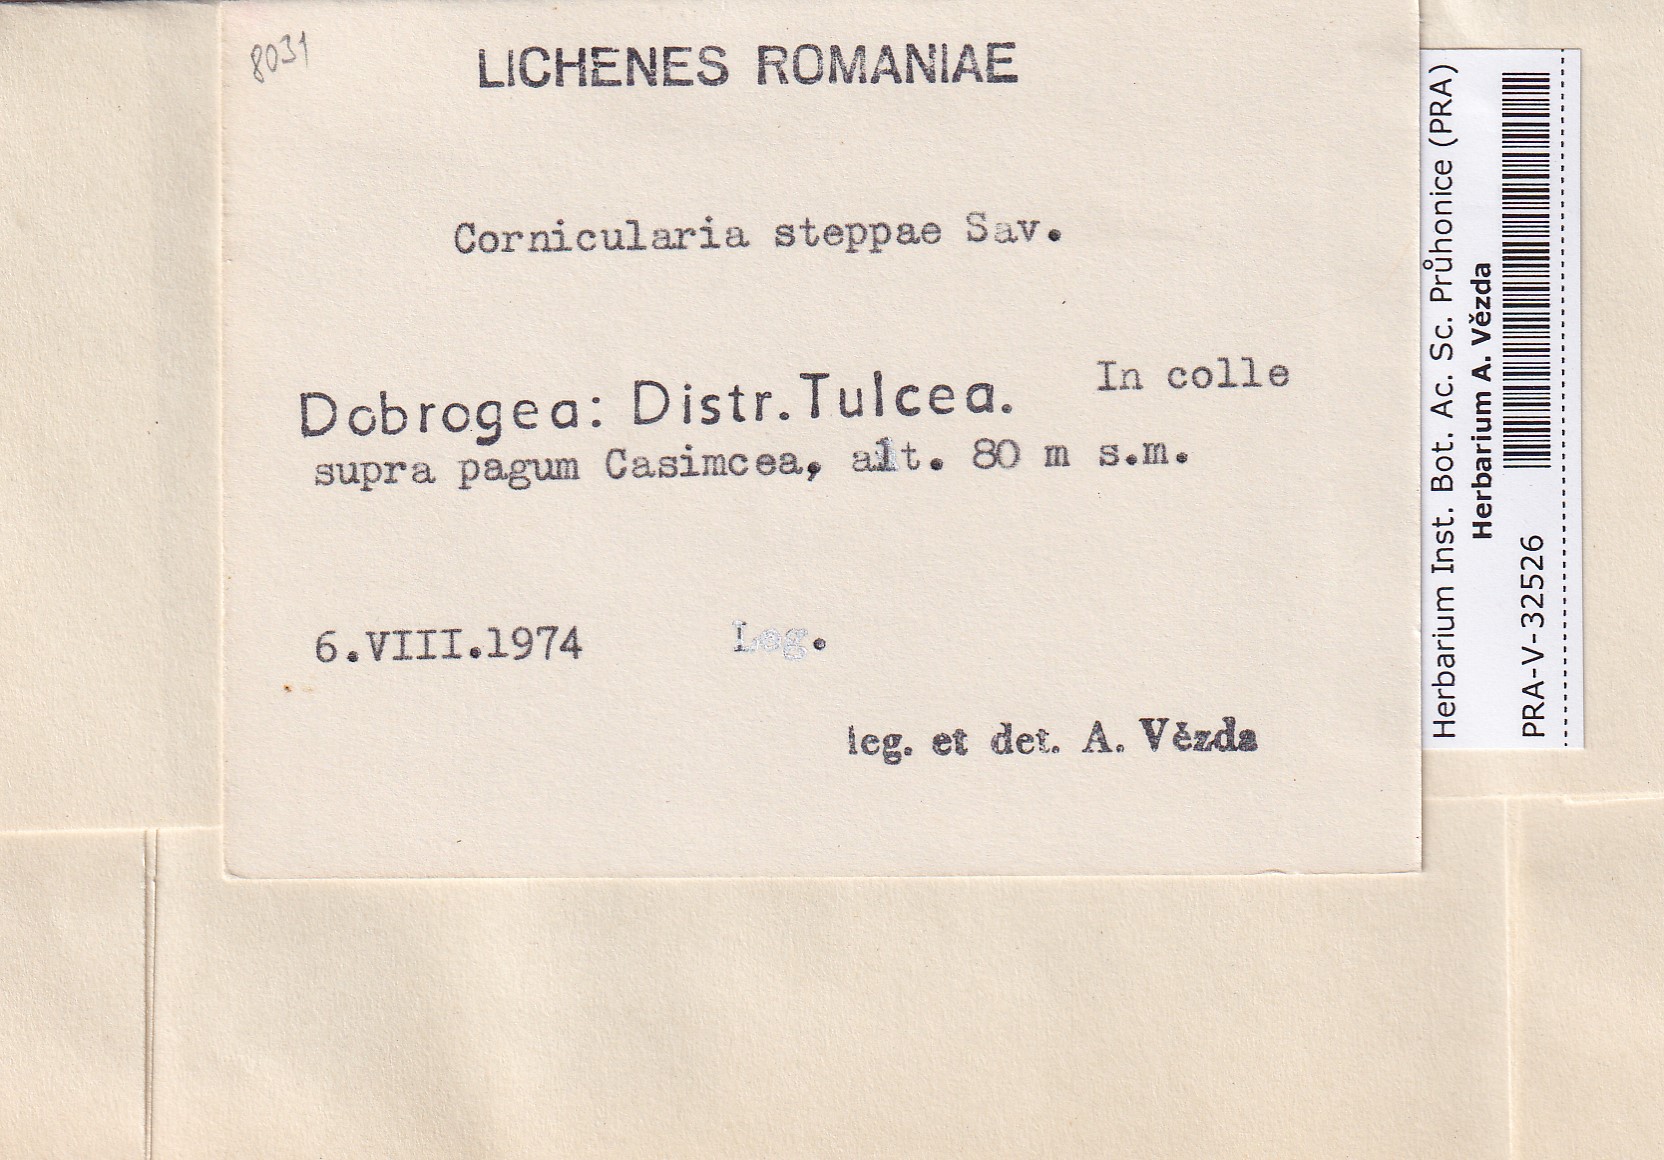 8031
LICHENES ROMANIAE
Cornicularia steppae Sav.
Dobrogea: Distr. Tulcea. In colle
supra pagum Casimcea, alt. 80 m s.m.
6.VIII.1974 Leg.
leg. et det. A. Vězda
Herbarium Inst. Bot. Ac. Sc. Průhonice (PRA)
Herbarium A. Vězda
PRA-V-32526